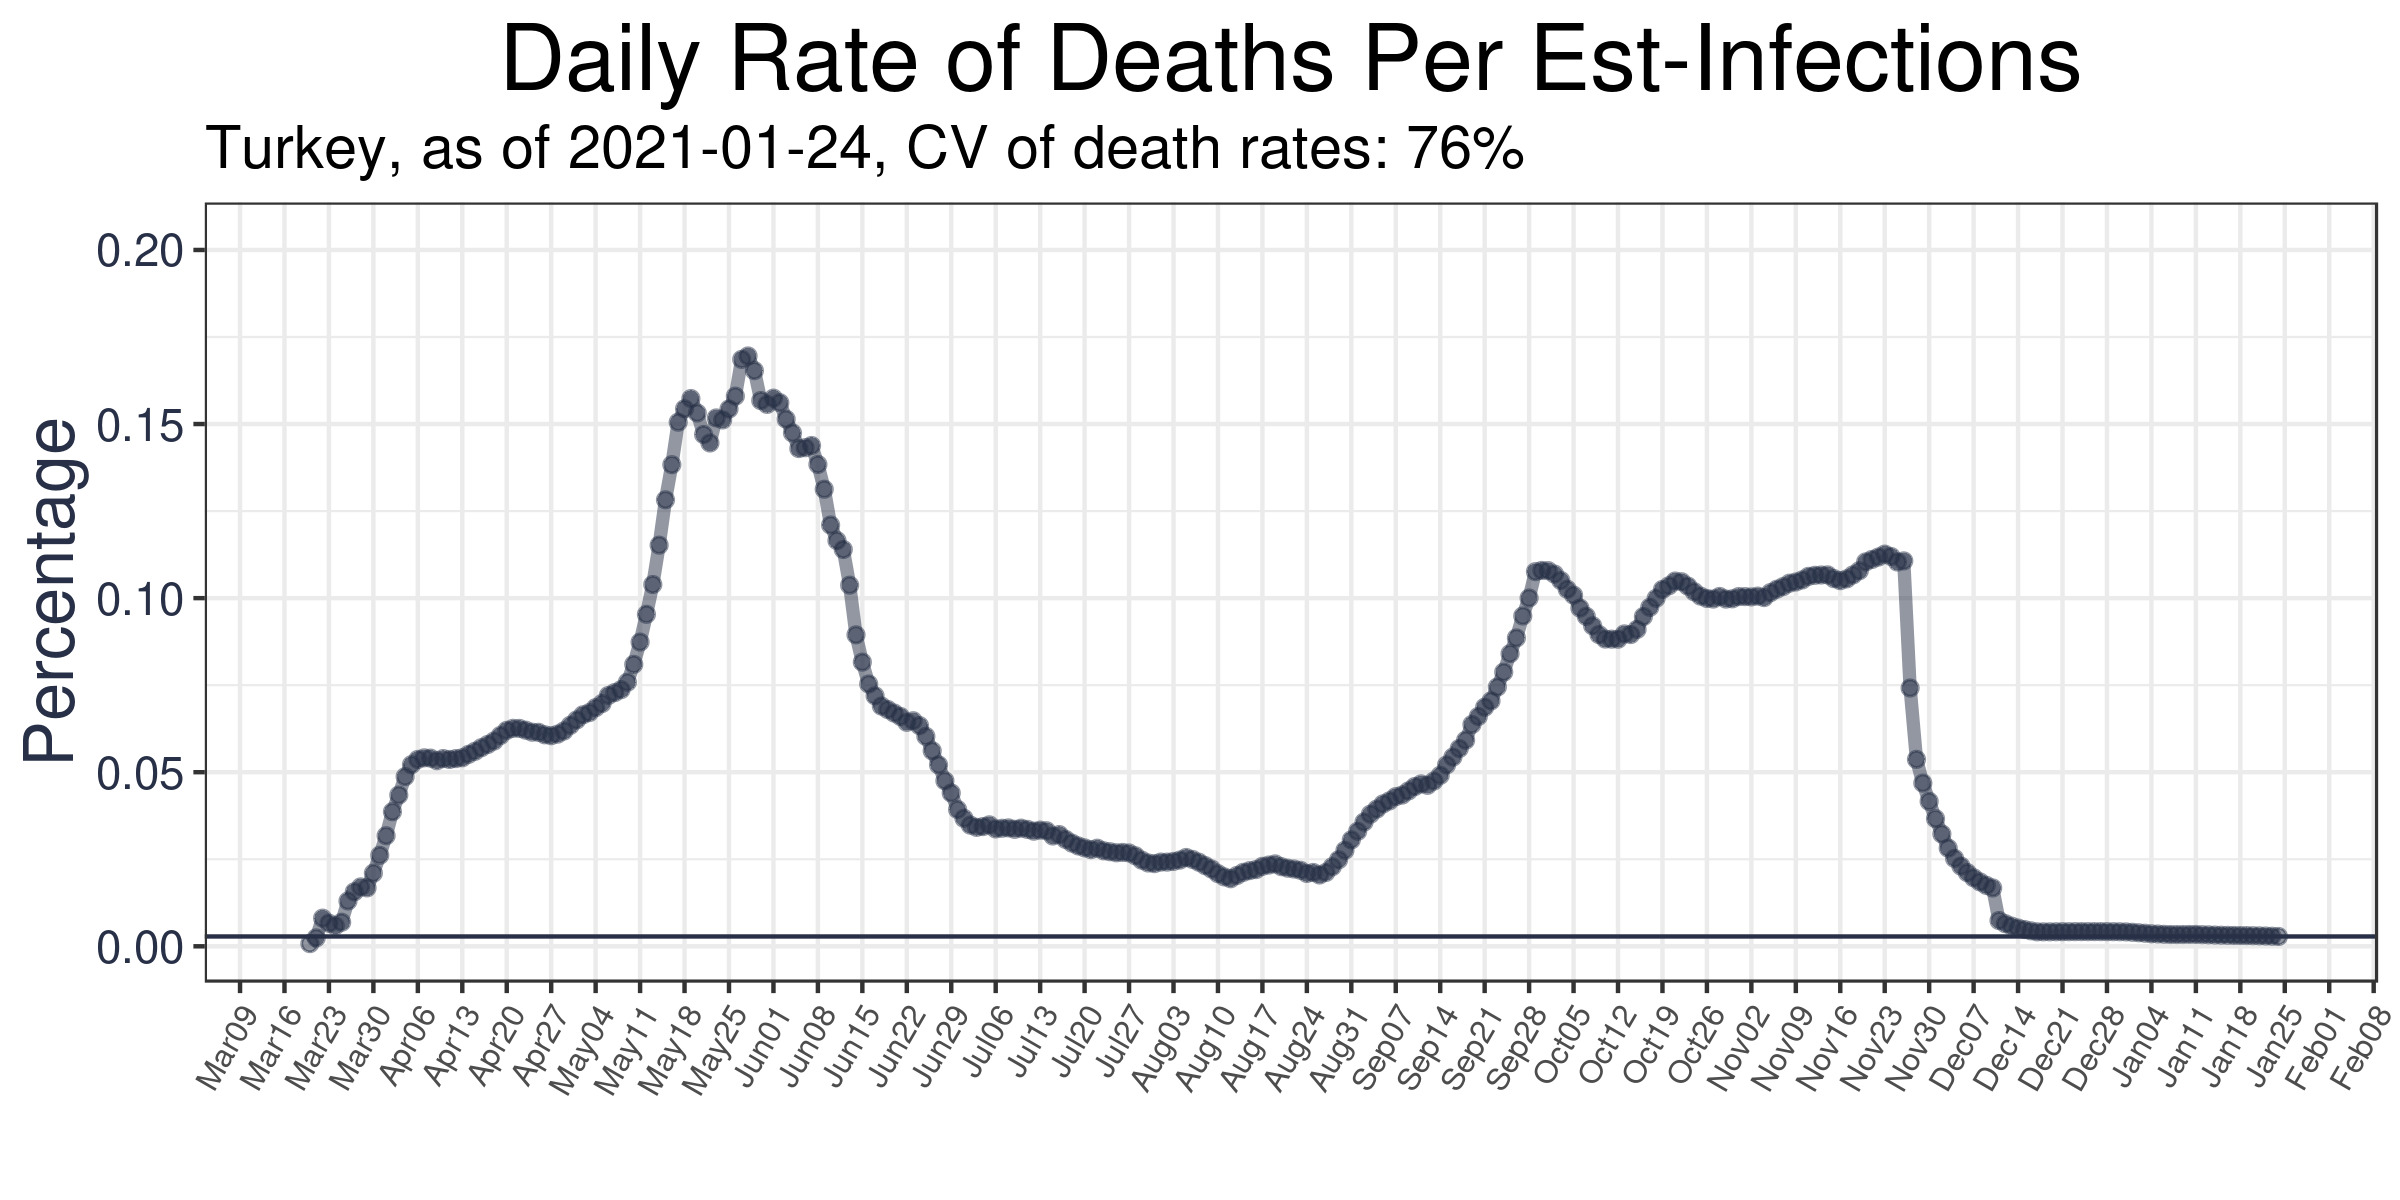 Daily Rate of Deaths Per Est-Infections
Turkey, as of 2021-01-24, CV of death rates: 76%
Percentage
0.20
0.15
0.10
0.05
0.00
Mar09
Mar16
Mar23
Mar30
Apr06
Apr13
Apr20
Apr27
May04
May11
May18
May25
Jun01
Jun08
Jun15
Jun22
Jun29
Jul06
Jul13
Jul20
Jul27
Aug03
Aug10
Aug17
Aug24
Aug31
Sep07
Sep14
Sep21
Sep28
Oct05
Oct12
Oct19
Oct26
Nov02
Nov09
Nov16
Nov23
Nov30
Dec07
Dec14
Dec21
Dec28
Jan04
Jan11
Jan18
Jan25
Feb01
Feb08